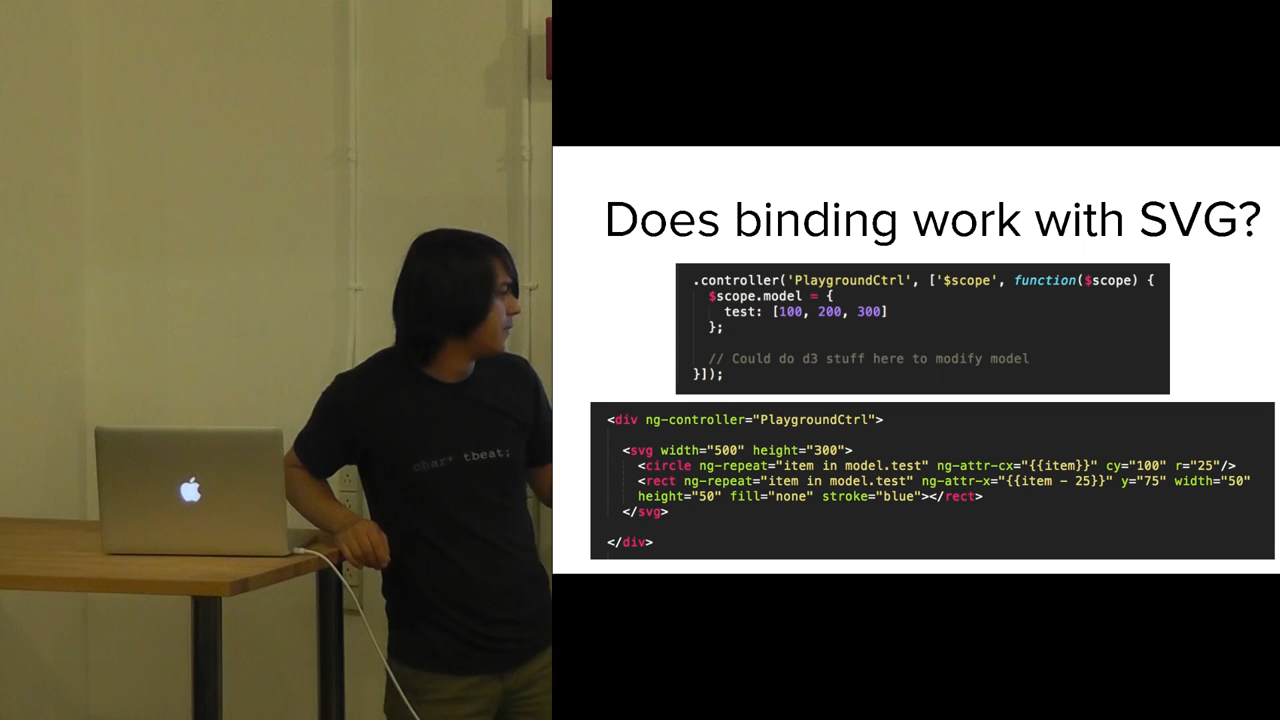 Does binding work with SVG?
.controller('PlaygroundCtrl', ['$scope', function($scope) {
$scope.model = {
test: [100, 200, 300]
};
// Could do d3 stuff here to modify model
}]);
<div ng-controller="PlaygroundCtrl">
<svg width="500" height="300">
<circle ng-repeat="item in model.test" ng-attr-cx="{{item}}" cy="100" r="25"/>
<rect ng-repeat="item in model.test" ng-attr-x="{{item - 25}}" y="75" width="50"
height="50" fill="none" stroke="blue"></rect>
</svg>
</div>
char* tbeat;